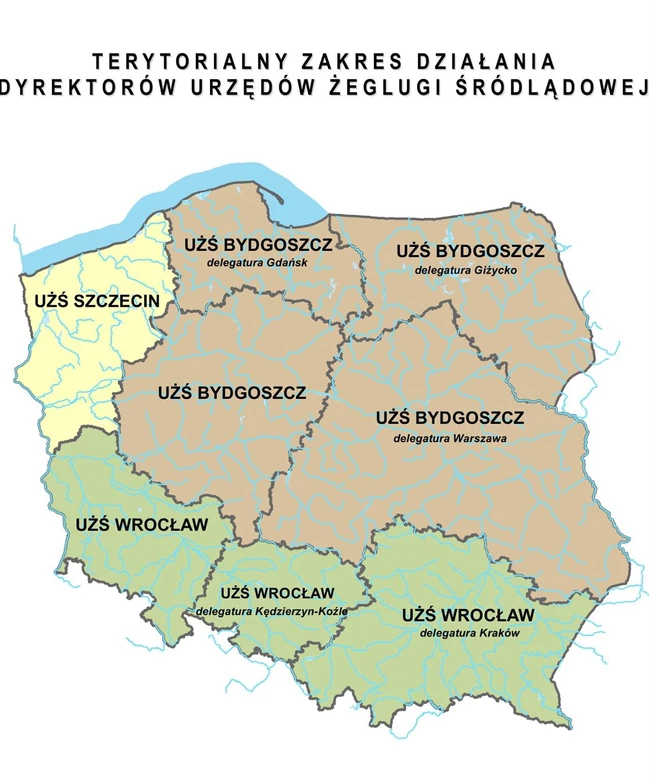 TERYTORIALNY ZAKRES DZIAŁANIA
DYREKTORÓW URZĘDÓW ŻEGLUGI ŚRÓDLĄDOWEJ
UŻŚ BYDGOSZCZ
delegatura Gdańsk
UŻŚ BYDGOSZCZ
delegatura Giżycko
UŻŚ SZCZECIN
UŻŚ BYDGOSZCZ
UŻŚ BYDGOSZCZ
delegatura Warszawa
UŻŚ WROCŁAW
UŻŚ WROCŁAW
delegatura Kędzierzyn-Koźle
UŻŚ WROCŁAW
delegatura Kraków